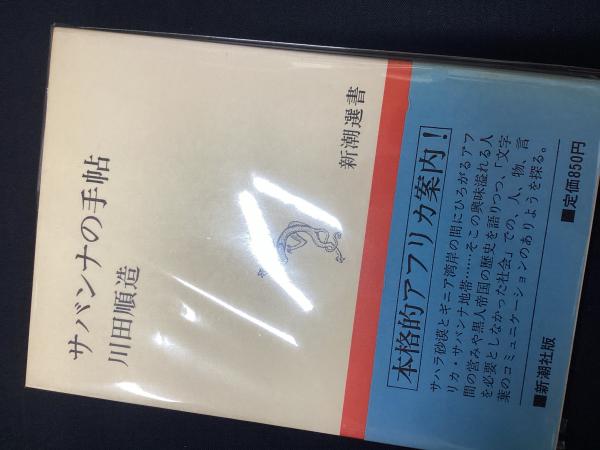 サバンナの手帖
川田順造
新潮選書
本格的アフリカ案内!
サハラ砂漠とギニア湾岸の間にひろがるアフ
リカ・サバンナ地帯……そこの興味溢れる人
間の営みや黒人帝国の歴史を語りつつ、「文字
を必要としなかった社会」での、人、物、言
葉のコミュニケーションのありようを探る。
■新潮社版
■定価850円